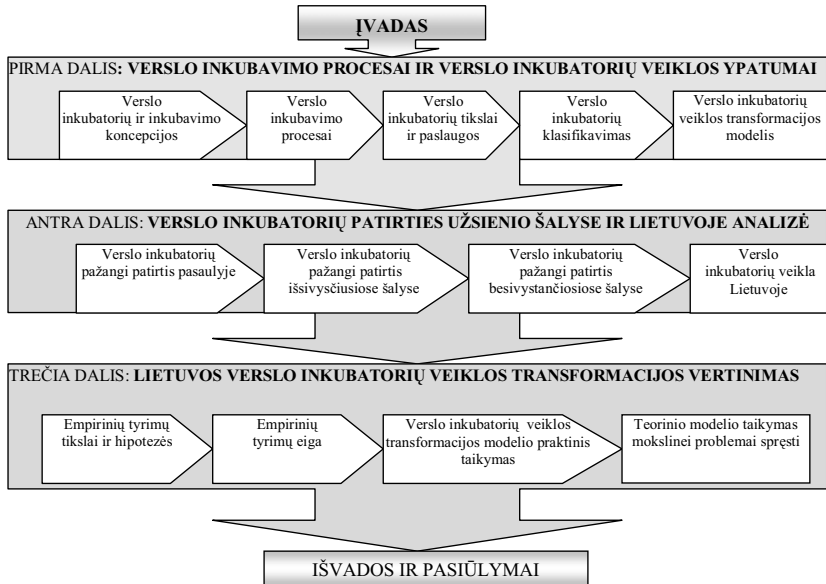 ĮVADAS
PIRMA DALIS: VERSLO INKUBAVIMO PROCESAI IR VERSLO INKUBATORIŲ VEIKLOS YPATUMAI
Verslo
inkubatorių ir inkubavimo
koncepcijos
Verslo
inkubavimo
procesai
Verslo
inkubatorių tikslai
ir paslaugos
Verslo
inkubatorių
klasifikavimas
Verslo inkubatorių
veiklos transformacijos
modelis
ANTRA DALIS: VERSLO INKUBATORIŲ PATIRTIES UŽSIENIO ŠALYSE IR LIETUVOJE ANALIZĖ
Verslo inkubatorių
pažangi patirtis pasaulyje
Verslo inkubatorių
pažangi patirtis
išsivysčiusiose šalyse
Verslo inkubatorių
pažangi patirtis
besivystančiosiose šalyse
Verslo
inkubatorių veikla
Lietuvoje
TREČIA DALIS: LIETUVOS VERSLO INKUBATORIŲ VEIKLOS TRANSFORMACIJOS VERTINIMAS
Empirinių tyrimų
tikslai ir hipotezės
Empirinių
tyrimų eiga
Verslo inkubatorių veiklos
transformacijos modelio praktinis
taikymas
Teorinio modelio taikymas
mokslinei problemai spręsti
IŠVADOS IR PASIŪLYMAI